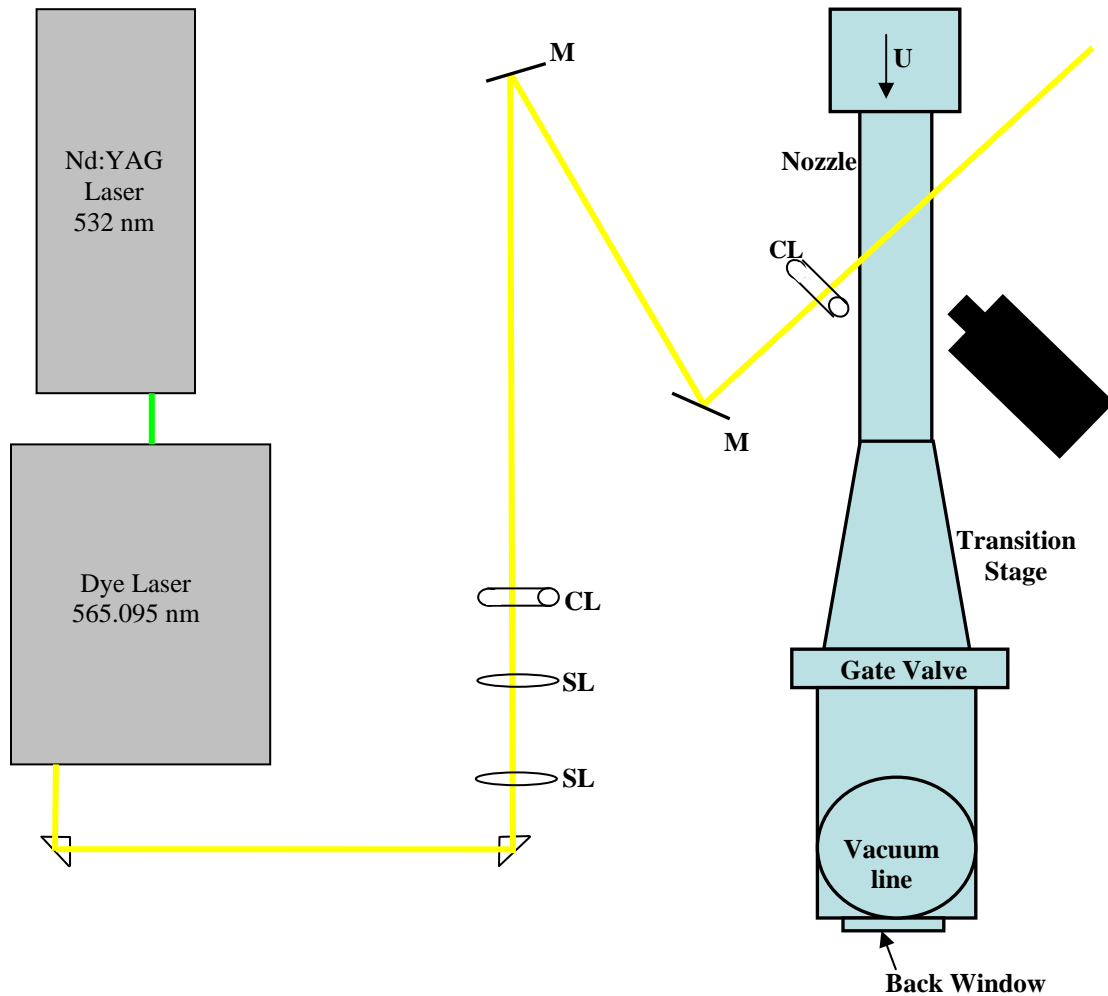 M
U
Nd:YAG
Laser
532 nm
Nozzle
CL
M
Dye Laser
565.095 nm
Transition
Stage
CL
Gate Valve
SL
SL
Vacuum
line
Back Window